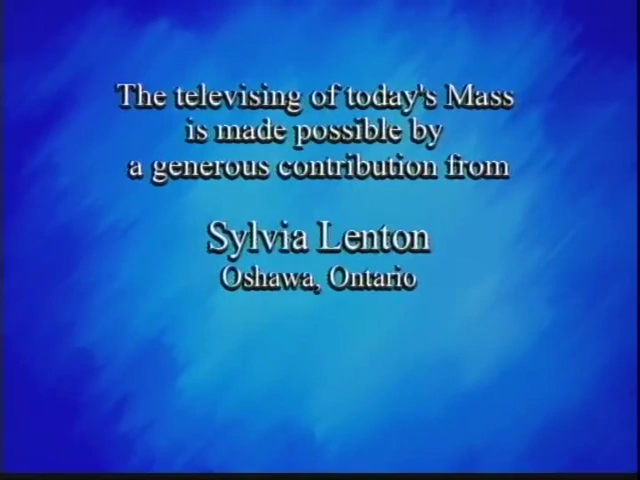 The televising of today's Mass
is made possible by
a generous contribution from
Sylvia Lenton
Oshawa, Ontario